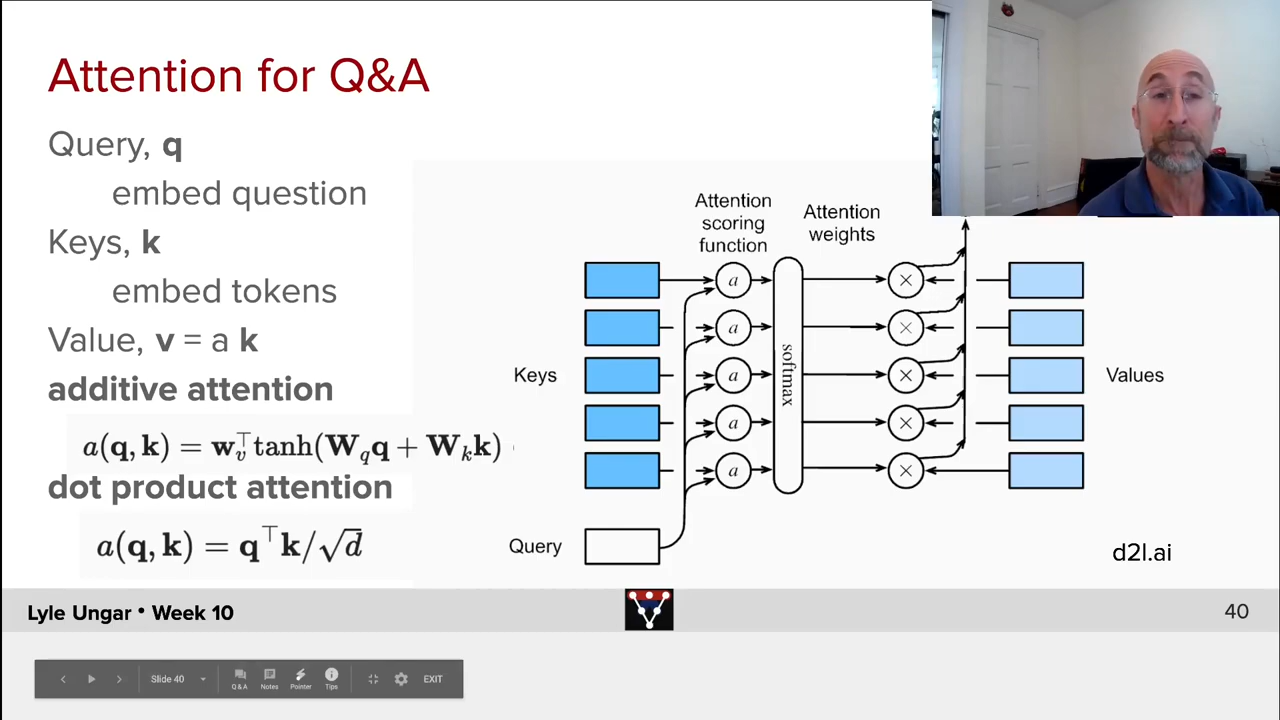 Attention for Q&A
Query, q
embed question
Keys, k
embed tokens
Value, v = a k
additive attention
a(q, k) = w_v^⊤ tanh(W_q q + W_k k)
dot product attention
a(q, k) = q^⊤ k/√d
Attention
scoring
function
Attention
weights
a
a
a
a
a
softmax
Keys
Values
Query
d2l.ai
Lyle Ungar • Week 10
40
Slide 40
Q & A
Notes
Pointer
Tips
EXIT